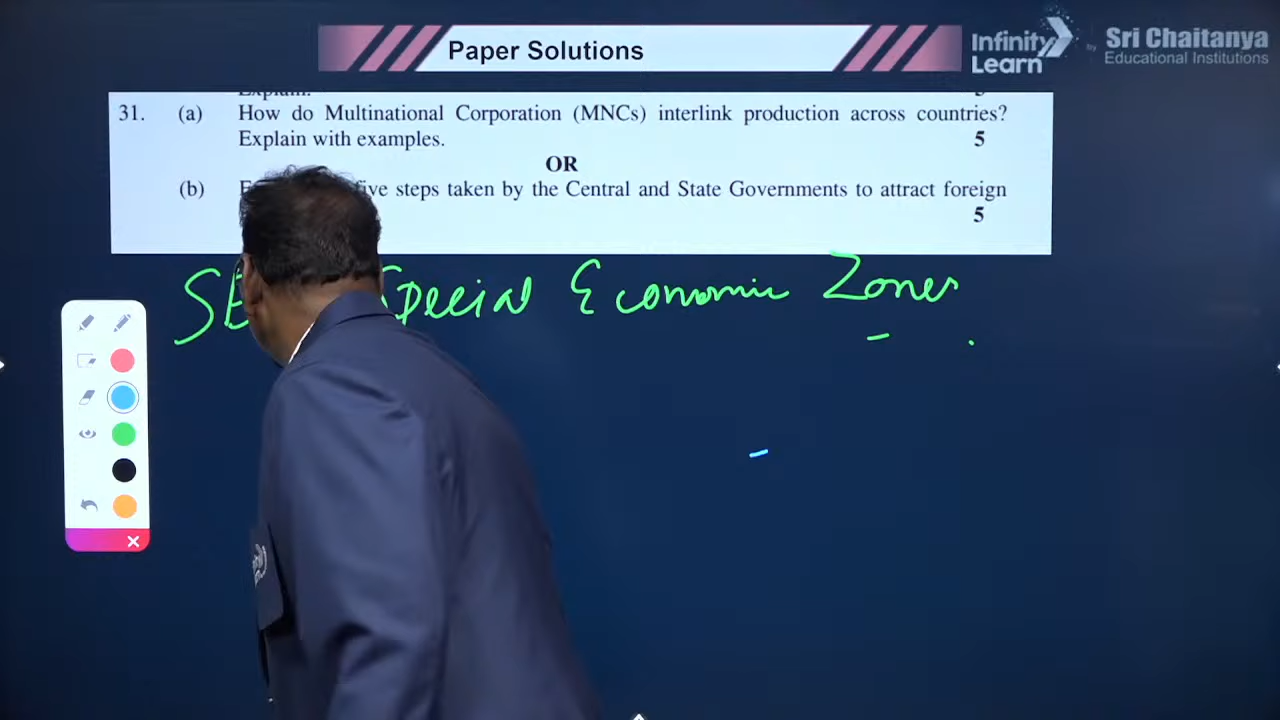 Paper Solutions
Infinity Learn
by
Sri Chaitanya
Educational Institutions
31. (a) How do Multinational Corporation (MNCs) interlink production across countries?
Explain with examples. 5
OR
(b) five steps taken by the Central and State Governments to attract foreign
5
SE Special Economic Zones